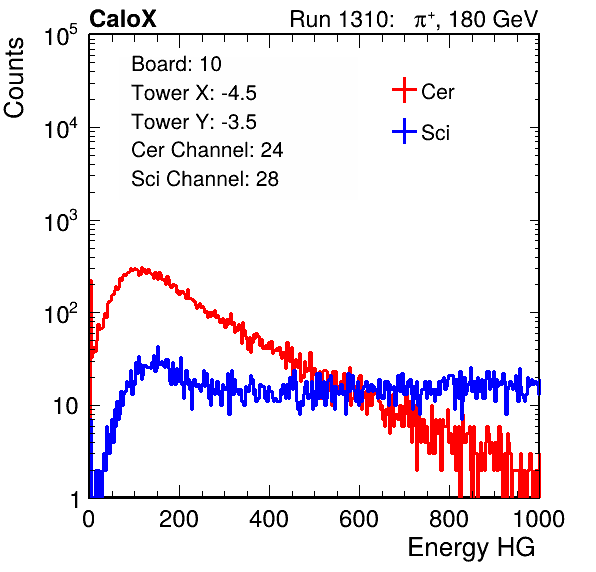 CaloX Run 1310: π⁺, 180 GeV
Counts
10⁵
10⁴
10³
10²
10
1
Board: 10
Tower X: -4.5
Tower Y: -3.5
Cer Channel: 24
Sci Channel: 28
Cer
Sci
0 200 400 600 800 1000
Energy HG